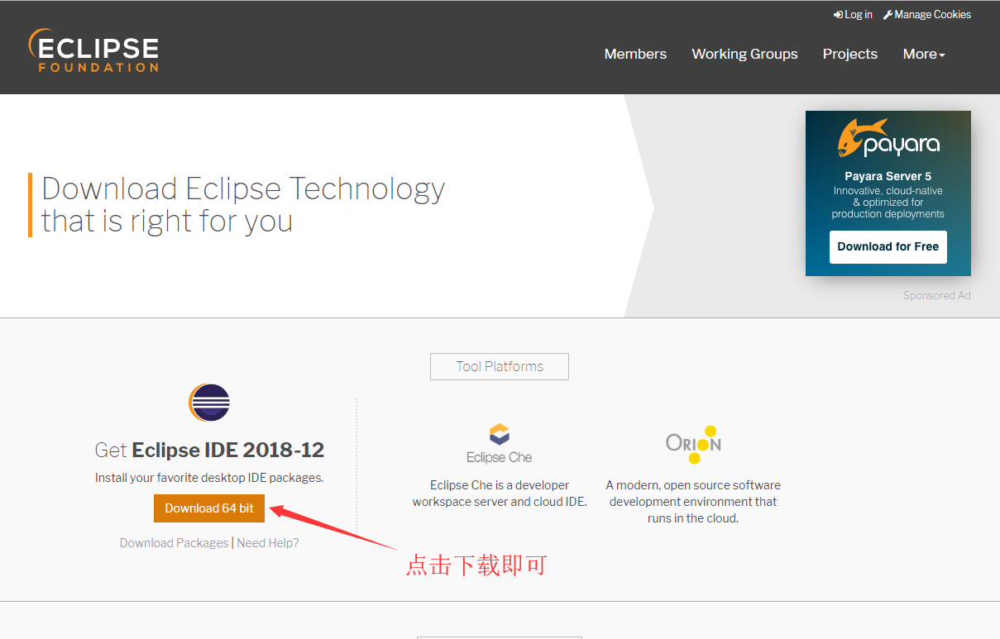 Log in
Manage Cookies
ECLIPSE
FOUNDATION
Members
Working Groups
Projects
More
Download Eclipse Technology
that is right for you
payara
Payara Server 5
Innovative, cloud-native
& optimized for
production deployments
Download for Free
Sponsored Ad
Tool Platforms
Get Eclipse IDE 2018-12
Install your favorite desktop IDE packages.
Download 64 bit
Download Packages | Need Help?
Eclipse Che
Eclipse Che is a developer
workspace server and cloud IDE.
ORION
A modern, open source software
development environment that
runs in the cloud.
点击下载即可